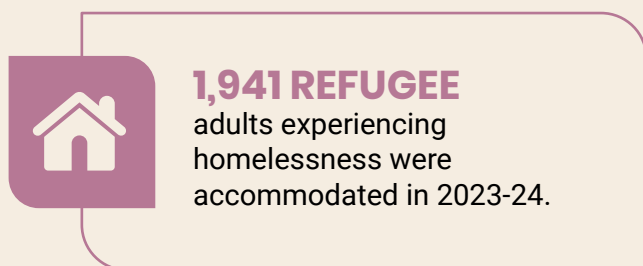 1,941 REFUGEE
adults experiencing
homelessness were
accommodated in 2023-24.